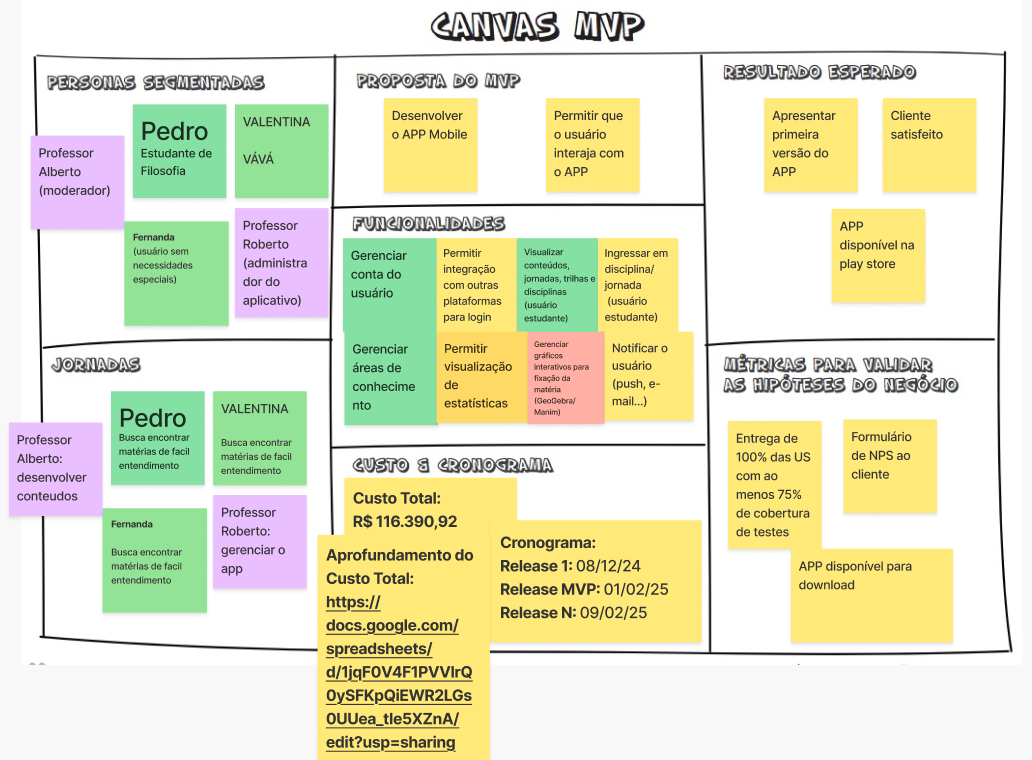 CANVAS MVP
PERSONAS SEGMENTADAS
Professor
Alberto
(moderador)
Pedro
Estudante de
Filosofia
VALENTINA
VÁVÁ
Fernanda
(usuário sem
necessidades
especiais)
Professor
Roberto
(administra
dor do
aplicativo)
PROPOSTA DO MVP
Desenvolver
o APP Mobile
Permitir que
o usuário
interaja com
o APP
RESULTADO ESPERADO
Apresentar
primeira
versão do
APP
Cliente
satisfeito
APP
disponível na
play store
FUNCIONALIDADES
Gerenciar
conta do
usuário
Permitir
integração
com outras
plataformas
para login
Visualizar
conteúdos,
jornadas, trilhas e
disciplinas
(usuário
estudante)
Ingressar em
disciplina/
jornada
(usuário
estudante)
Gerenciar
áreas de
conhecime
nto
Permitir
visualização
de
estatísticas
Gerenciar
gráficos
interativos para
fixação da
matéria
(GeoGebra/
Manim)
Notificar o
usuário
(push, e-
mail...)
JORNADAS
Professor
Alberto:
desenvolver
conteudos
Pedro
Busca encontrar
matérias de facil
entendimento
VALENTINA
Busca encontrar
matérias de facil
entendimento
Fernanda
Busca encontrar
matérias de facil
entendimento
Professor
Roberto:
gerenciar o
app
CUSTO & CRONOGRAMA
Custo Total:
R$ 116.390,92
Aprofundamento do
Custo Total:
https://
docs.google.com/
spreadsheets/
d/1jqF0V4F1PVVlrQ
0ySFKpQiEWR2LGs
0UUea_tle5XZnA/
edit?usp=sharing
Cronograma:
Release 1: 08/12/24
Release MVP: 01/02/25
Release N: 09/02/25
MÉTRICAS PARA VALIDAR
AS HIPÓTESES DO NEGÓCIO
Entrega de
100% das US
com ao
menos 75%
de cobertura
de testes
Formulário
de NPS ao
cliente
APP disponível para
download